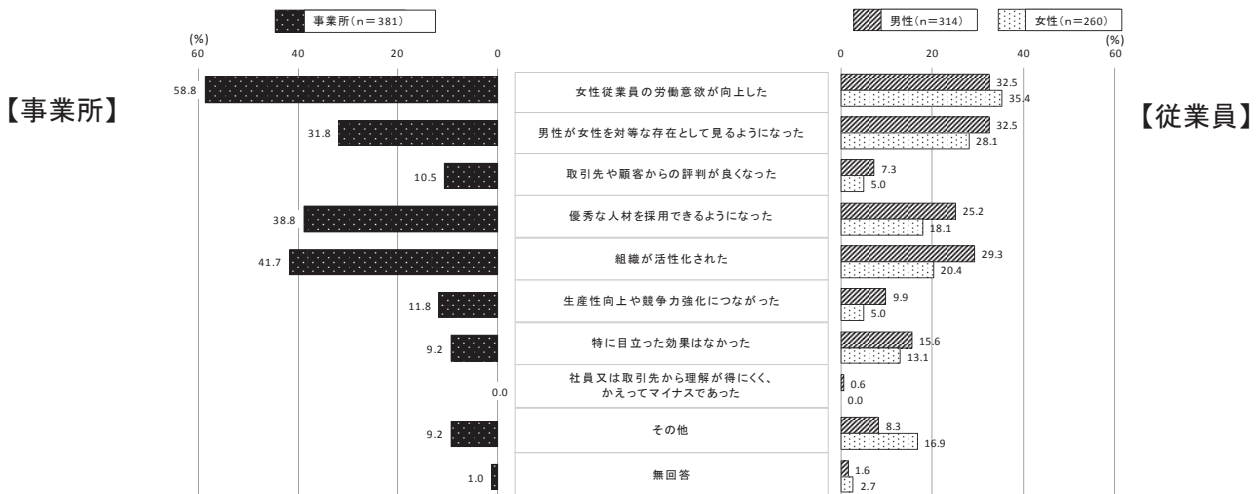 事業所(n=381)
男性(n=314)
女性(n=260)
(%)
60
40
20
0
0
20
40
(%)
60
【事業所】
【従業員】
58.8
女性従業員の労働意欲が向上した
32.5
35.4
31.8
男性が女性を対等な存在として見るようになった
32.5
28.1
10.5
取引先や顧客からの評判が良くなった
7.3
5.0
38.8
優秀な人材を採用できるようになった
25.2
18.1
41.7
組織が活性化された
29.3
20.4
11.8
生産性向上や競争力強化につながった
9.9
5.0
9.2
特に目立った効果はなかった
15.6
13.1
0.0
社員又は取引先から理解が得にくく、
かえってマイナスであった
0.6
0.0
9.2
その他
8.3
16.9
1.0
無回答
1.6
2.7